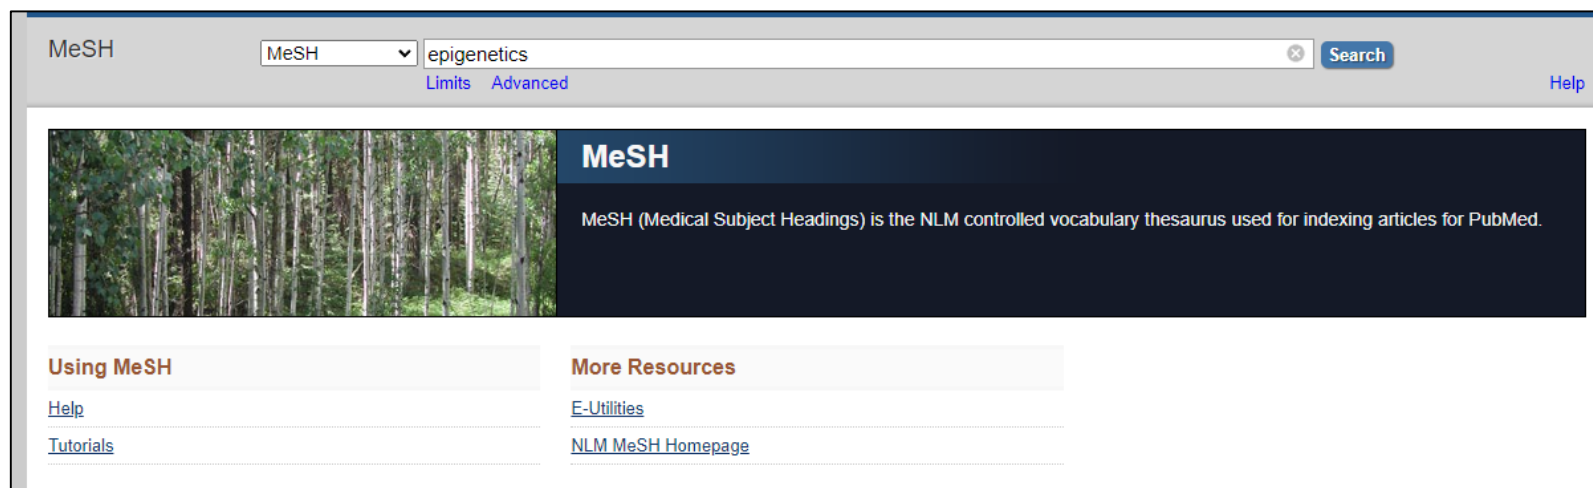 MeSH
MeSH epigenetics Search
Limits Advanced
Help
MeSH
MeSH (Medical Subject Headings) is the NLM controlled vocabulary thesaurus used for indexing articles for PubMed.
Using MeSH
Help
Tutorials
More Resources
E-Utilities
NLM MeSH Homepage